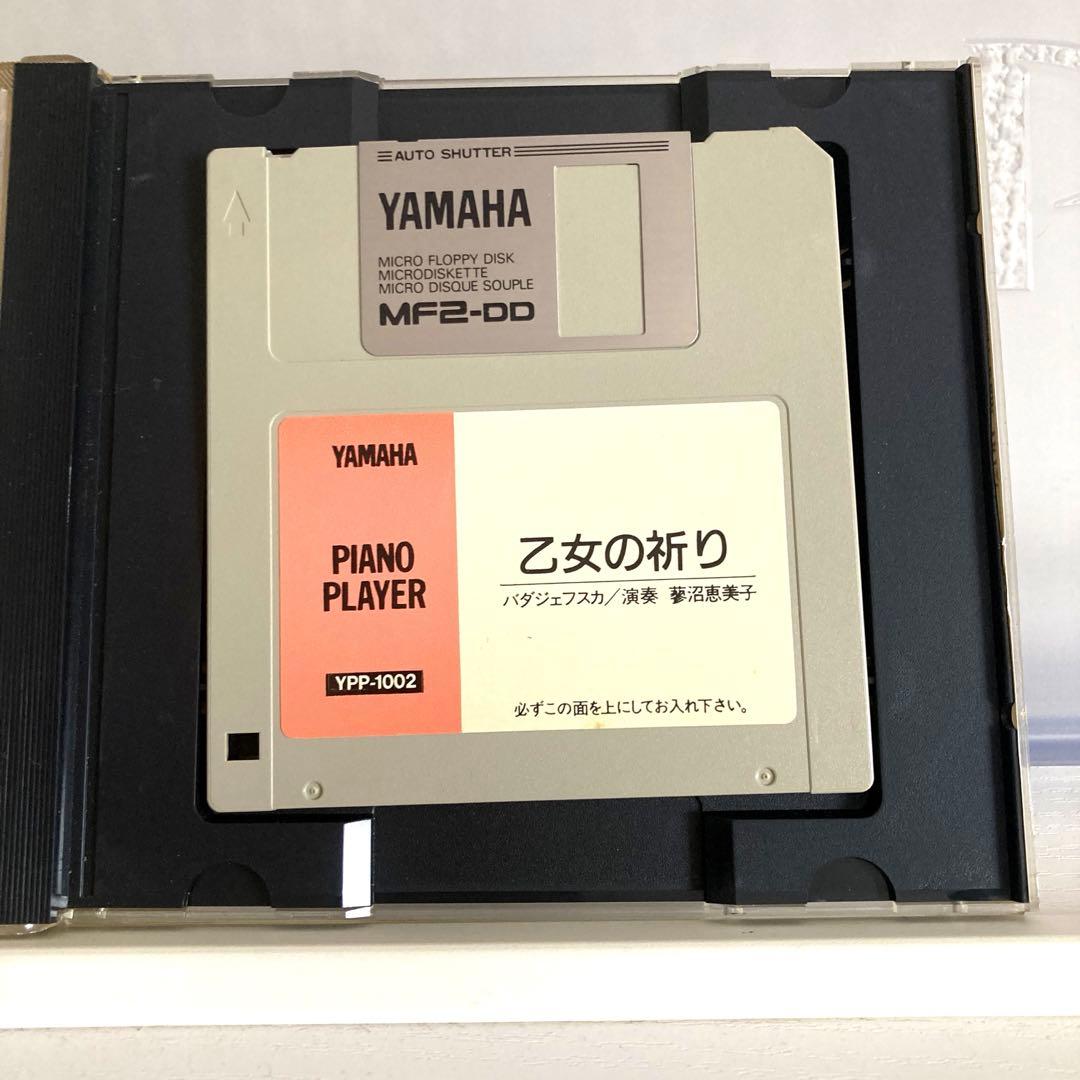 AUTO SHUTTER
YAMAHA
MICRO FLOPPY DISK
MICRODISKETTE
MICRO DISQUE SOUPLE
MF2-DD
YAMAHA
PIANO
PLAYER
YPP-1002
乙女の祈り
バダジェフスカ／演奏 蓼沼恵美子
必ずこの面を上にしてお入れ下さい。